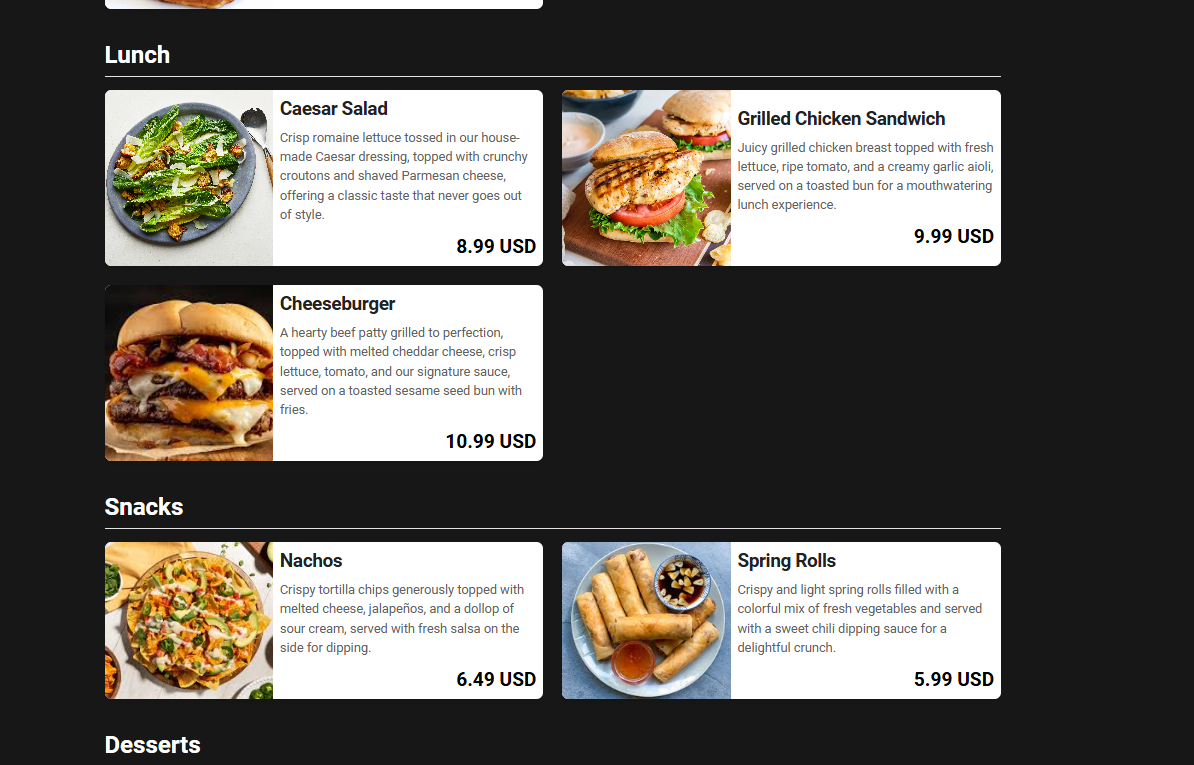 Lunch
Caesar Salad
Crisp romaine lettuce tossed in our house-
made Caesar dressing, topped with crunchy
croutons and shaved Parmesan cheese,
offering a classic taste that never goes out
of style.
8.99 USD
Grilled Chicken Sandwich
Juicy grilled chicken breast topped with fresh
lettuce, ripe tomato, and a creamy garlic aioli,
served on a toasted bun for a mouthwatering
lunch experience.
9.99 USD
Cheeseburger
A hearty beef patty grilled to perfection,
topped with melted cheddar cheese, crisp
lettuce, tomato, and our signature sauce,
served on a toasted sesame seed bun with
fries.
10.99 USD
Snacks
Nachos
Crispy tortilla chips generously topped with
melted cheese, jalapeños, and a dollop of
sour cream, served with fresh salsa on the
side for dipping.
6.49 USD
Spring Rolls
Crispy and light spring rolls filled with a
colorful mix of fresh vegetables and served
with a sweet chili dipping sauce for a
delightful crunch.
5.99 USD
Desserts